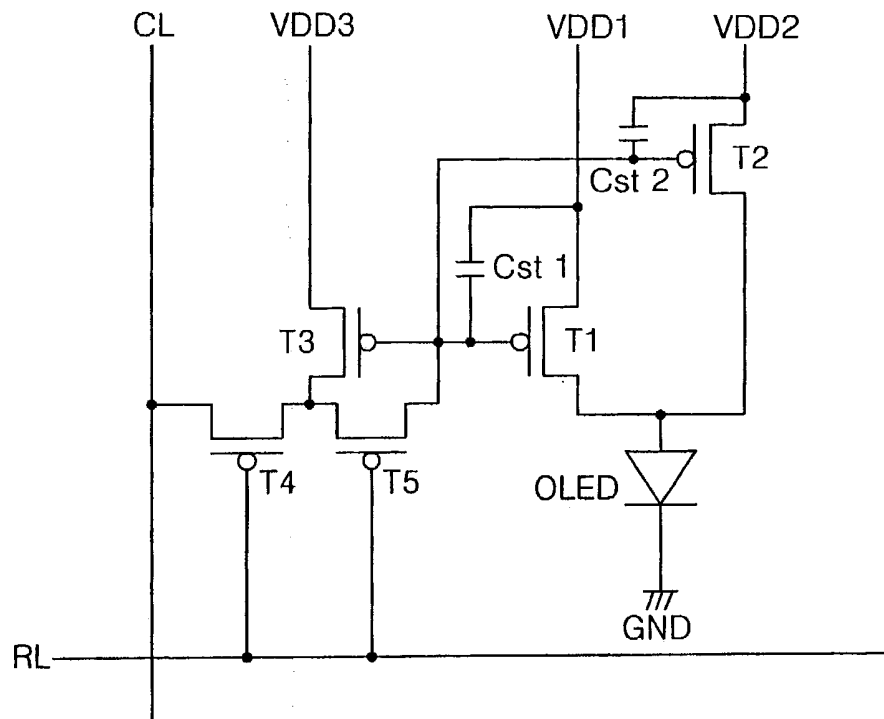 CL
VDD3
VDD1
VDD2
T2
Cst 2
Cst 1
T3
T1
T4
T5
OLED
GND
RL